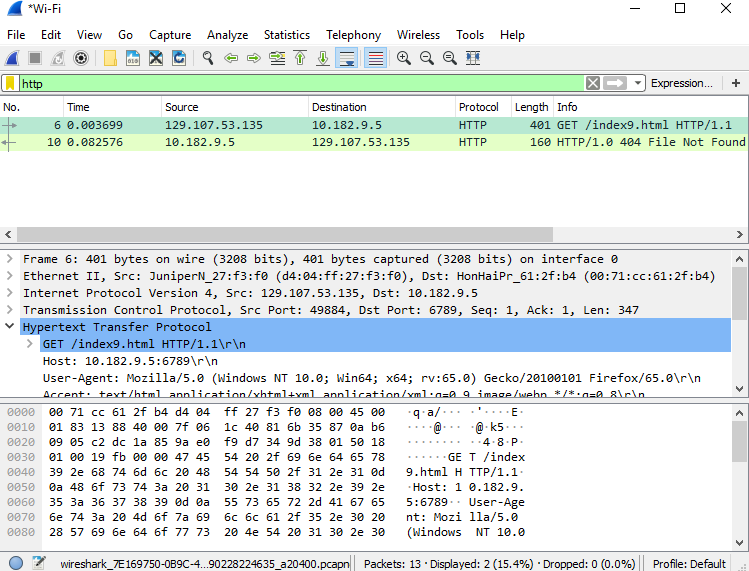 *Wi-Fi
File Edit View Go Capture Analyze Statistics Telephony Wireless Tools Help
http Expression... +
No. Time Source Destination Protocol Length Info
6 0.003699 129.107.53.135 10.182.9.5 HTTP 401 GET /index9.html HTTP/1.1
10 0.082576 10.182.9.5 129.107.53.135 HTTP 160 HTTP/1.0 404 File Not Found
Frame 6: 401 bytes on wire (3208 bits), 401 bytes captured (3208 bits) on interface 0
Ethernet II, Src: JuniperN_27:f3:f0 (d4:04:ff:27:f3:f0), Dst: HonHaiPr_61:2f:b4 (00:71:cc:61:2f:b4)
Internet Protocol Version 4, Src: 129.107.53.135, Dst: 10.182.9.5
Transmission Control Protocol, Src Port: 49884, Dst Port: 6789, Seq: 1, Ack: 1, Len: 347
Hypertext Transfer Protocol
GET /index9.html HTTP/1.1\r\n
Host: 10.182.9.5:6789\r\n
User-Agent: Mozilla/5.0 (Windows NT 10.0; Win64; x64; rv:65.0) Gecko/20100101 Firefox/65.0\r\n
Accept: text/html,application/xhtml+xml,application/xml;q=0.9,image/webp,*/*;q=0.8\r\n
0000 00 71 cc 61 2f b4 d4 04 ff 27 f3 f0 08 00 45 00 ·q·a/··· ·'····E·
0010 01 83 13 88 40 00 7f 06 1c 40 81 6b 35 87 0a b6 ····@··· ·@·k5···
0020 09 05 c2 dc 1a 85 9a e0 f9 d7 34 9d 38 01 50 18 ········ ··4·8·P·
0030 01 00 19 fb 00 00 47 45 54 20 2f 69 6e 64 65 78 ······GE T /index
0040 39 2e 68 74 6d 6c 20 48 54 54 50 2f 31 2e 31 0d 9.html H TTP/1.1·
0050 0a 48 6f 73 74 3a 20 31 30 2e 31 38 32 2e 39 2e ·Host: 1 0.182.9.
0060 35 3a 36 37 38 39 0d 0a 55 73 65 72 2d 41 67 65 5:6789·· User-Age
0070 6e 74 3a 20 4d 6f 7a 69 6c 6c 61 2f 35 2e 30 20 nt: Mozi lla/5.0
0080 28 57 69 6e 64 6f 77 73 20 4e 54 20 31 30 2e 30 (Windows NT 10.0
wireshark_7E169750-0B9C-4...90228224635_a20400.pcapn Packets: 13 · Displayed: 2 (15.4%) · Dropped: 0 (0.0%) Profile: Default